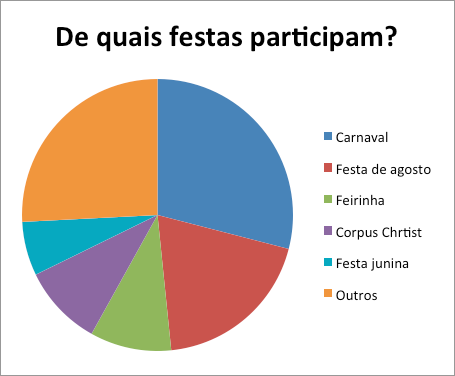 De quais festas participam?
Carnaval
Festa de agosto
Feirinha
Corpus Chrtist
Festa junina
Outros